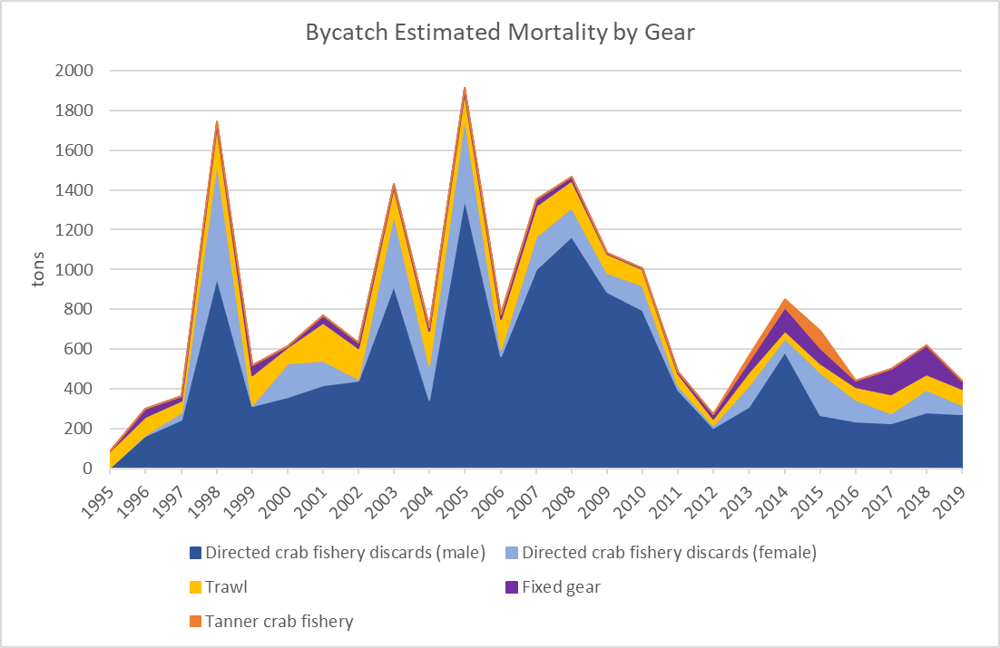 Bycatch Estimated Mortality by Gear
tons
2000
1800
1600
1400
1200
1000
800
600
400
200
0
1995 1996 1997 1998 1999 2000 2001 2002 2003 2004 2005 2006 2007 2008 2009 2010 2011 2012 2013 2014 2015 2016 2017 2018 2019
Directed crab fishery discards (male) Directed crab fishery discards (female)
Trawl Fixed gear
Tanner crab fishery